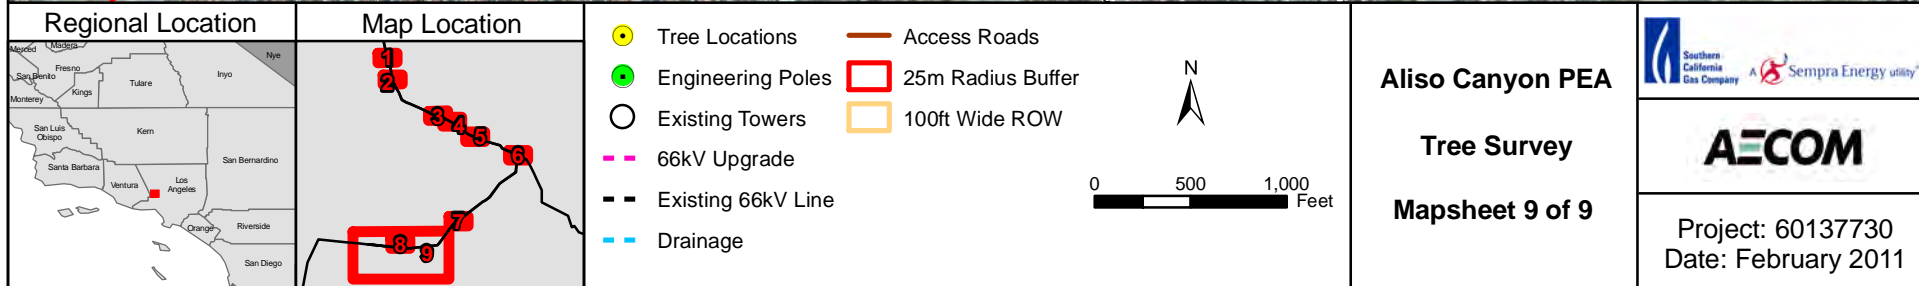 Regional Location
Merced
Madera
Nye
Fresno
San Benito
Inyo
Tulare
Kings
Monterey
San Luis
Obispo
Kern
Santa Barbara
San Bernardino
Ventura
Los
Angeles
Orange
Riverside
San Diego
Map Location
1
2
3
4
5
6
7
8
9
Tree Locations
Engineering Poles
Existing Towers
66kV Upgrade
Existing 66kV Line
Drainage
Access Roads
25m Radius Buffer
100ft Wide ROW
N
0 500 1,000
Feet
Aliso Canyon PEA
Tree Survey
Mapsheet 9 of 9
Southern
California
Gas Company
A Sempra Energy utility®
AECOM
Project: 60137730
Date: February 2011